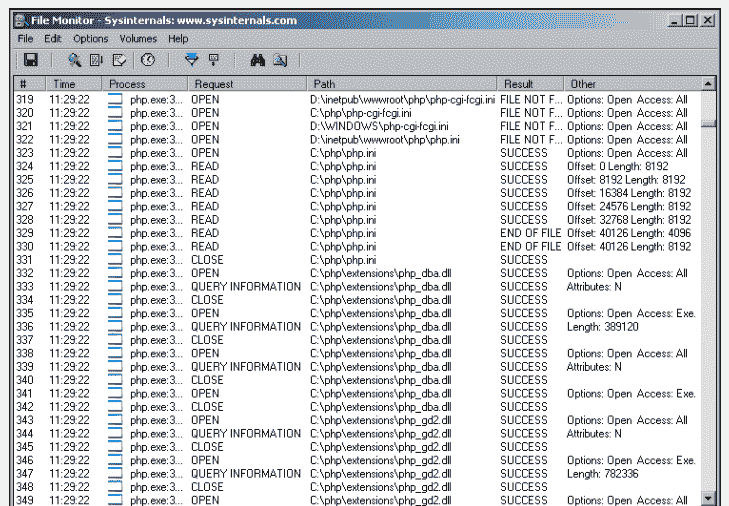 File Monitor - Sysinternals: www.sysinternals.com
File Edit Options Volumes Help
# Time Process Request Path Result Other
319 11:29:22 php.exe:3... OPEN D:\inetpub\wwwroot\php\php-cgi-fcgi.ini FILE NOT F... Options: Open Access: All
320 11:29:22 php.exe:3... OPEN C:\php\php-cgi-fcgi.ini FILE NOT F... Options: Open Access: All
321 11:29:22 php.exe:3... OPEN D:\WINDOWS\php-cgi-fcgi.ini FILE NOT F... Options: Open Access: All
322 11:29:22 php.exe:3... OPEN D:\inetpub\wwwroot\php\php.ini FILE NOT F... Options: Open Access: All
323 11:29:22 php.exe:3... OPEN C:\php\php.ini SUCCESS Options: Open Access: All
324 11:29:22 php.exe:3... READ C:\php\php.ini SUCCESS Offset: 0 Length: 8192
325 11:29:22 php.exe:3... READ C:\php\php.ini SUCCESS Offset: 8192 Length: 8192
326 11:29:22 php.exe:3... READ C:\php\php.ini SUCCESS Offset: 16384 Length: 8192
327 11:29:22 php.exe:3... READ C:\php\php.ini SUCCESS Offset: 24576 Length: 8192
328 11:29:22 php.exe:3... READ C:\php\php.ini SUCCESS Offset: 32768 Length: 8192
329 11:29:22 php.exe:3... READ C:\php\php.ini END OF FILE Offset: 40126 Length: 4096
330 11:29:22 php.exe:3... READ C:\php\php.ini END OF FILE Offset: 40126 Length: 8192
331 11:29:22 php.exe:3... CLOSE C:\php\php.ini SUCCESS
332 11:29:22 php.exe:3... OPEN C:\php\extensions\php_dba.dll SUCCESS Options: Open Access: All
333 11:29:22 php.exe:3... QUERY INFORMATION C:\php\extensions\php_dba.dll SUCCESS Attributes: N
334 11:29:22 php.exe:3... CLOSE C:\php\extensions\php_dba.dll SUCCESS
335 11:29:22 php.exe:3... OPEN C:\php\extensions\php_dba.dll SUCCESS Options: Open Access: Exe.
336 11:29:22 php.exe:3... QUERY INFORMATION C:\php\extensions\php_dba.dll SUCCESS Length: 389120
337 11:29:22 php.exe:3... CLOSE C:\php\extensions\php_dba.dll SUCCESS
338 11:29:22 php.exe:3... OPEN C:\php\extensions\php_dba.dll SUCCESS Options: Open Access: All
339 11:29:22 php.exe:3... QUERY INFORMATION C:\php\extensions\php_dba.dll SUCCESS Attributes: N
340 11:29:22 php.exe:3... CLOSE C:\php\extensions\php_dba.dll SUCCESS
341 11:29:22 php.exe:3... OPEN C:\php\extensions\php_dba.dll SUCCESS Options: Open Access: Exe.
342 11:29:22 php.exe:3... CLOSE C:\php\extensions\php_dba.dll SUCCESS
343 11:29:22 php.exe:3... OPEN C:\php\extensions\php_gd2.dll SUCCESS Options: Open Access: All
344 11:29:22 php.exe:3... QUERY INFORMATION C:\php\extensions\php_gd2.dll SUCCESS Attributes: N
345 11:29:22 php.exe:3... CLOSE C:\php\extensions\php_gd2.dll SUCCESS
346 11:29:22 php.exe:3... OPEN C:\php\extensions\php_gd2.dll SUCCESS Options: Open Access: Exe.
347 11:29:22 php.exe:3... QUERY INFORMATION C:\php\extensions\php_gd2.dll SUCCESS Length: 782336
348 11:29:22 php.exe:3... CLOSE C:\php\extensions\php_gd2.dll SUCCESS
349 11:29:22 php.exe:3... OPEN C:\php\extensions\php_gd2.dll SUCCESS Options: Open Access: All